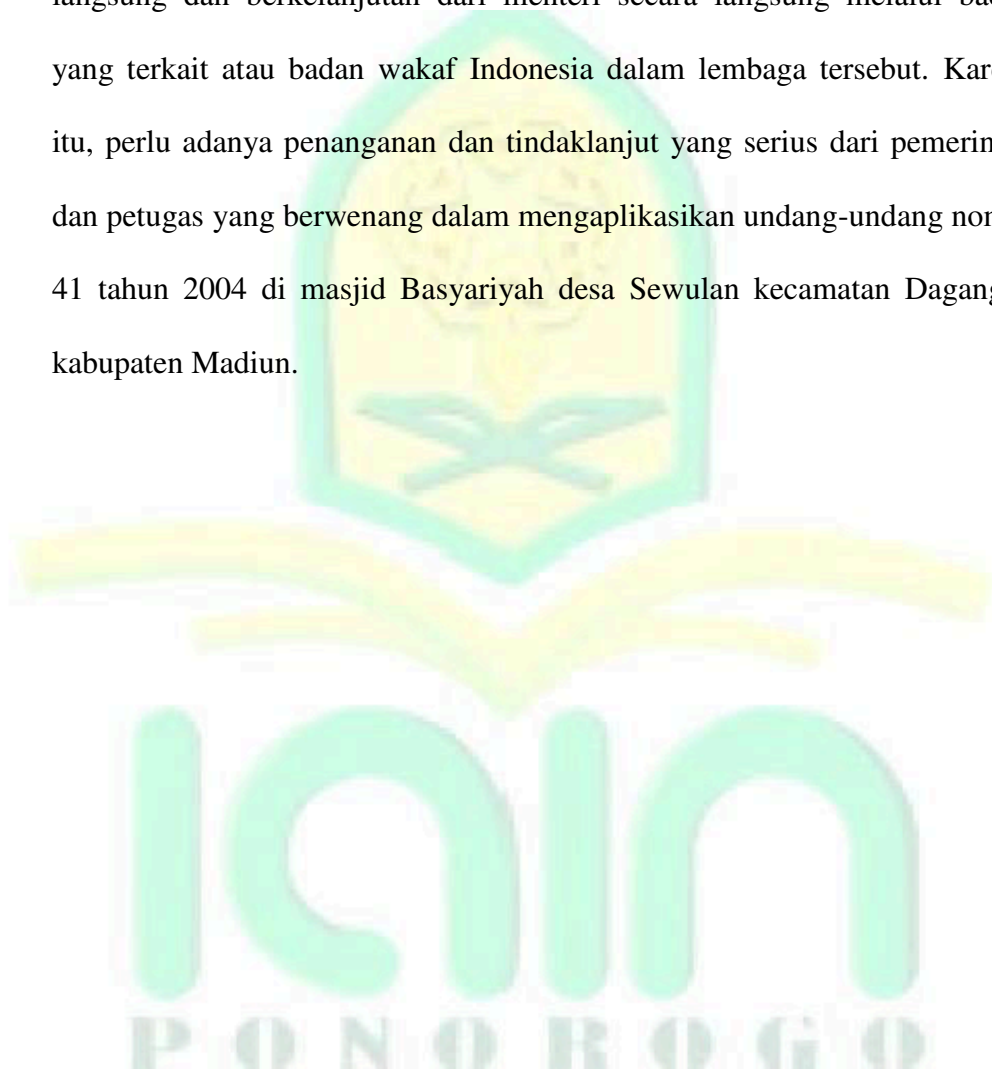 langsung dan berkelanjutan dari menteri secara langsung melalui
yang terkait atau badan wakaf Indonesia dalam lembaga tersebut.
itu, perlu adanya penanganan dan tindaklanjut yang serius dari
dan petugas yang berwenang dalam mengaplikasikan undang-undang
41 tahun 2004 di masjid Basyariyah desa Sewulan kecamatan
kabupaten Madiun.
iain
PONOROGO